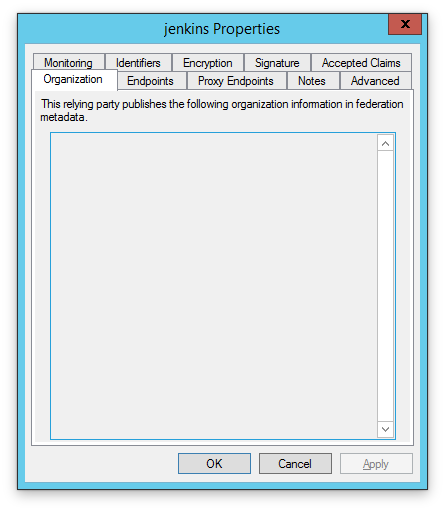 jenkins Properties
x
Monitoring Identifiers Encryption Signature Accepted Claims
Organization Endpoints Proxy Endpoints Notes Advanced
This relying party publishes the following organization information in federation
metadata.
OK Cancel Apply